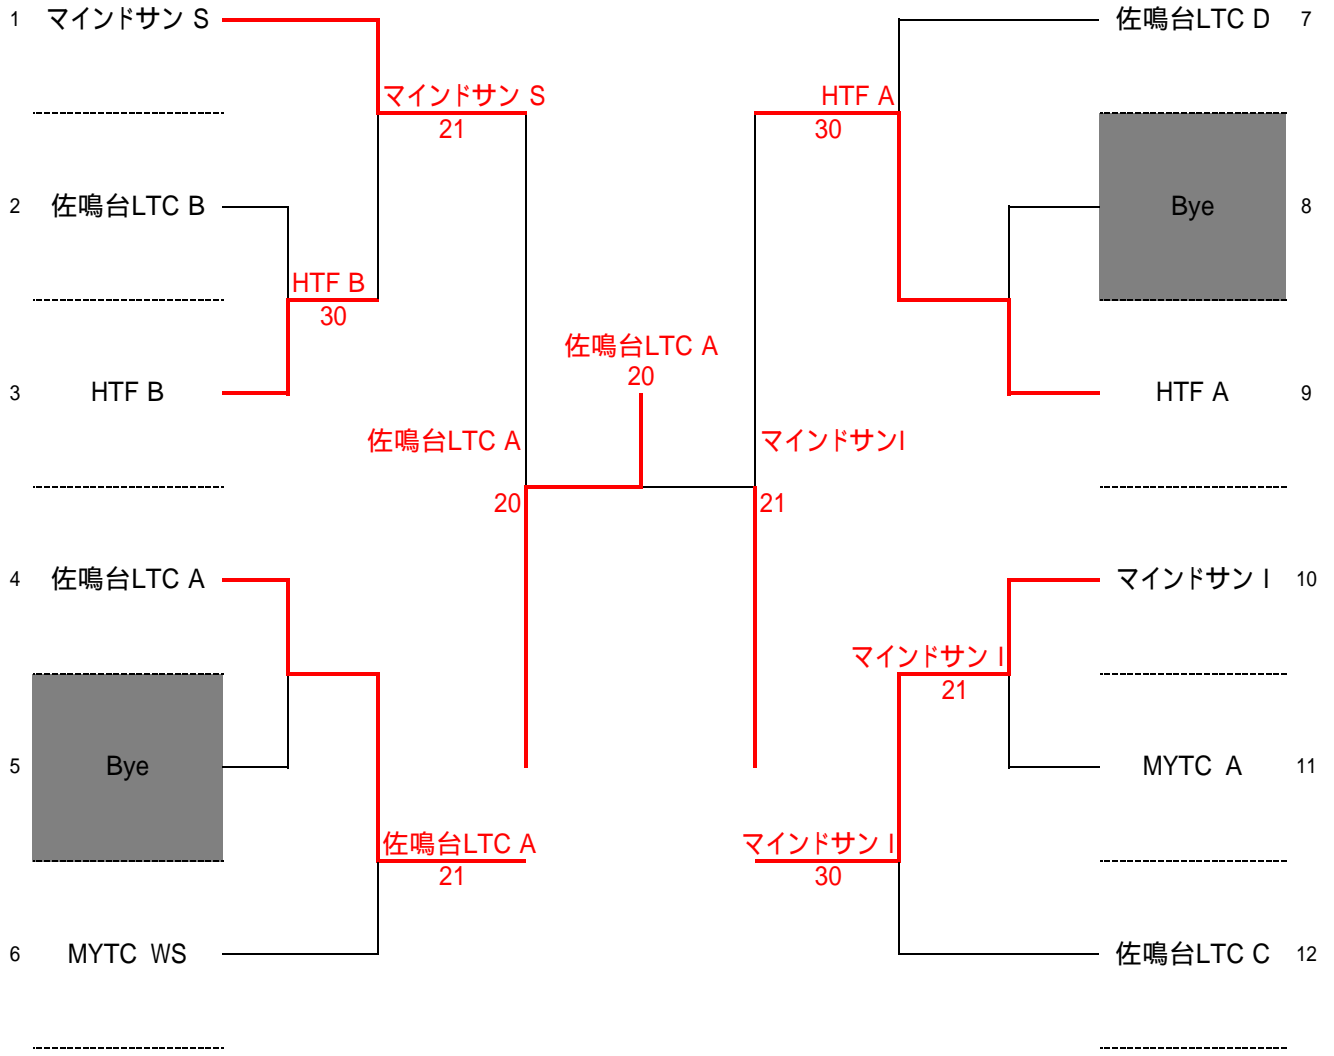 1 マインドサン S
佐鳴台LTC D 7
マインドサン S
21
HTF A
30
2 佐鳴台LTC B
Bye 8
HTF B
30
佐鳴台LTC A
20
3 HTF B
HTF A 9
佐鳴台LTC A
20
マインドサンI
21
4 佐鳴台LTC A
マインドサン I 10
マインドサン I
21
5 Bye
MYTC A 11
佐鳴台LTC A
21
マインドサン I
30
6 MYTC WS
佐鳴台LTC C 12